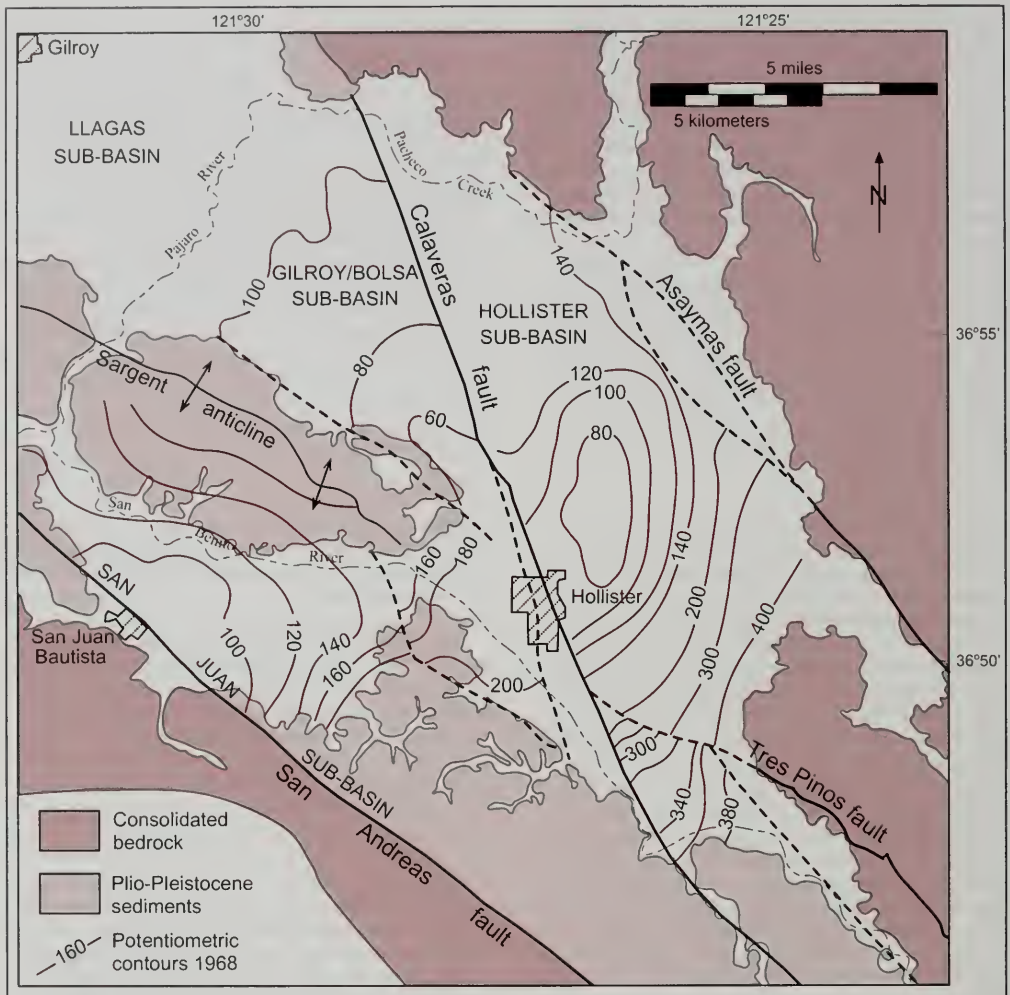 121°30'
121°25'
Gilroy
5 miles
5 kilometers
LLAGAS
SUB-BASIN
Pacheco
Creek
River
Pajaro
N
140
Calaveras
fault
100
GILROY/BOLSA
SUB-BASIN
HOLLISTER
SUB-BASIN
Asaymas fault
36°55'
80
120
100
60
80
Sargent
anticline
San
Benito
River
160
180
140
Hollister
200
400
SAN
JUAN
SUB-BASIN
San Juan
Bautista
100
120
140
160
200
300
36°50'
300
340
380
Tres Pinos fault
San
Andreas
fault
Consolidated
bedrock
Plio-Pleistocene
sediments
160
Potentiometric
contours 1968